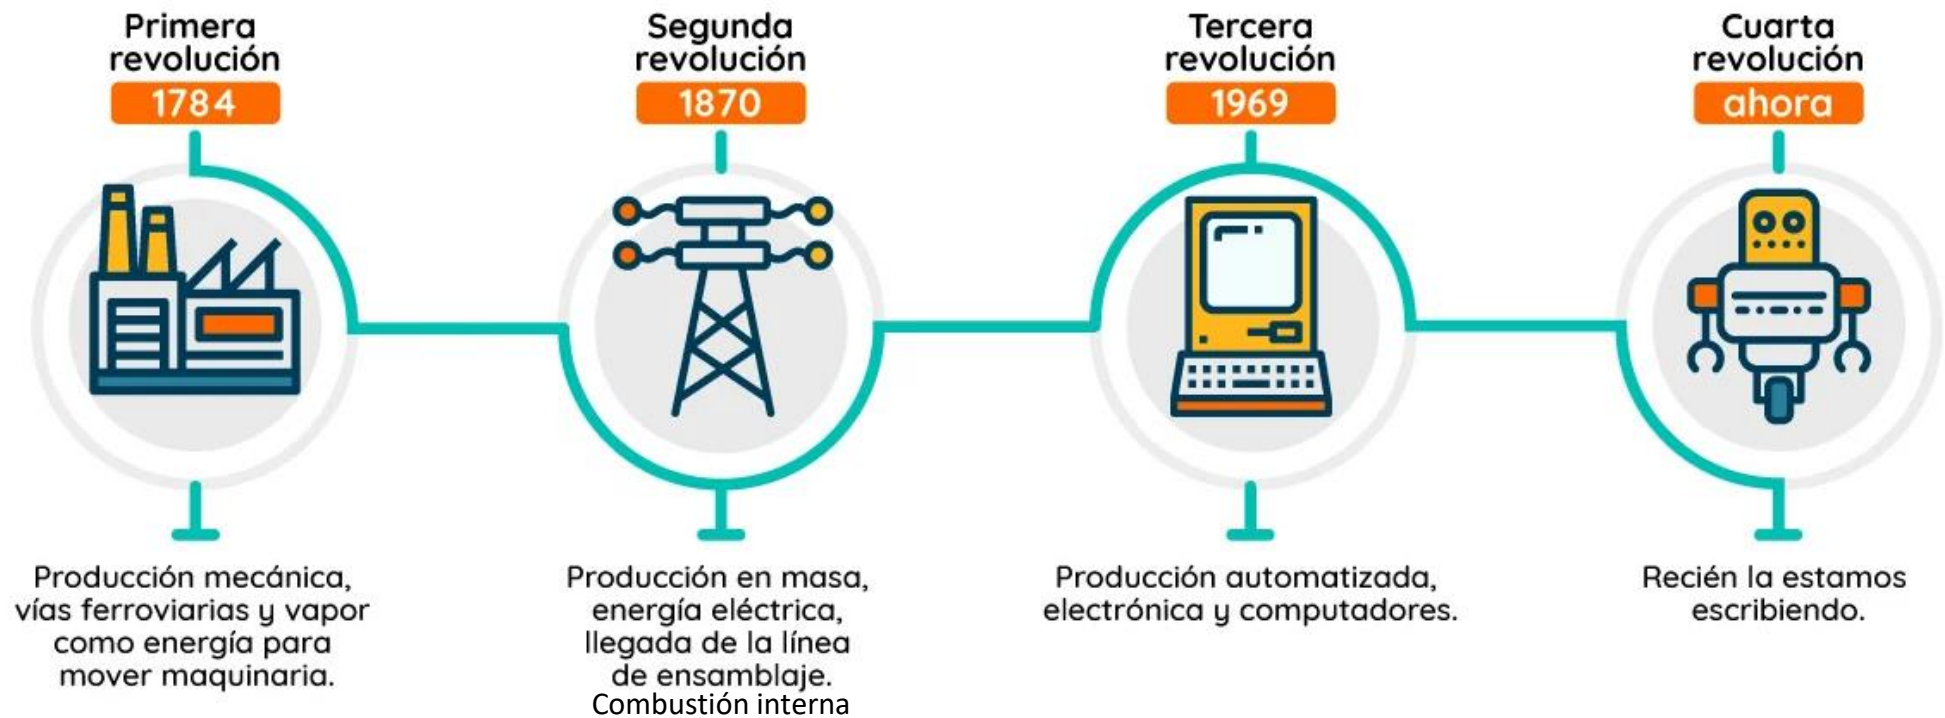 Primera
revolución
1784
Producción mecánica,
vías ferroviarias y vapor
como energía para
mover maquinaria.
Segunda
revolución
1870
Producción en masa,
energía eléctrica,
llegada de la línea
de ensamblaje.
Combustión interna
Tercera
revolución
1969
Producción automatizada,
electrónica y computadores.
Cuarta
revolución
ahora
Recién la estamos
escribiendo.